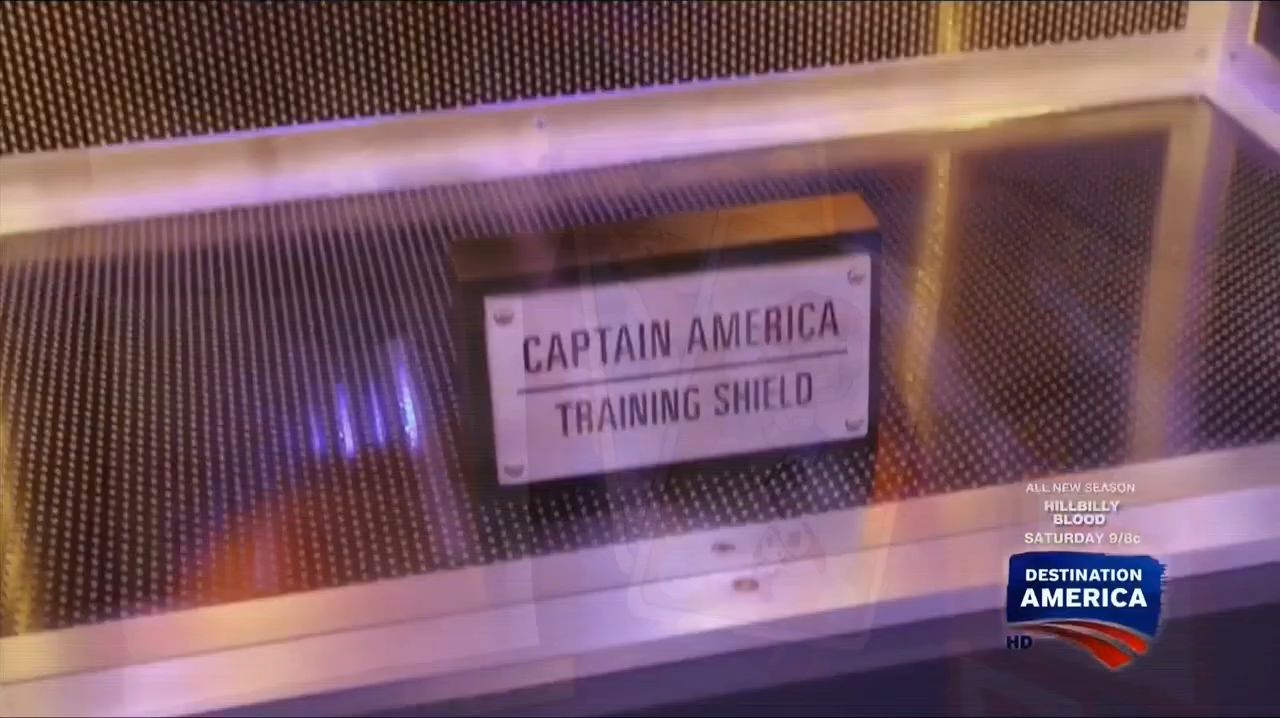 CAPTAIN AMERICA
TRAINING SHIELD
ALL NEW SEASON
HILLBILLY
BLOOD
SATURDAY 9/8c
DESTINATION
AMERICA
HD